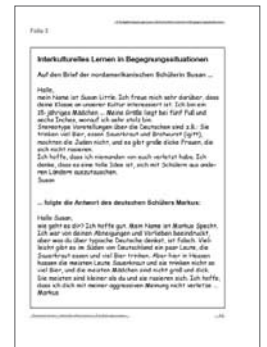 Folie 5
Interkulturelles Lernen in Begegnungssituationen
Auf den Brief der nordamerikanischen Schülerin Susan ...
Hallo,
mein Name ist Susan Little. Ich freue mich sehr darüber, dass
deine Klasse an unserer Kultur interessiert ist. Ich bin ein
15-jähriges Mädchen ... Meine Größe liegt bei fünf Fuß und
sechs Inches, worauf ich sehr stolz bin.
Stereotype Vorstellungen über die Deutschen sind z.B.: Sie
trinken viel Bier, essen Sauerkraut und Bratwurst (igitt),
mochten die Juden nicht, und es gibt große dicke Frauen, die
sich nicht rasieren.
Ich hoffe, dass ich niemanden von euch verletzt habe. Ich
denke, dass es eine tolle Idee ist, sich mit Schülern aus ande-
ren Ländern auszutauschen.
Susan
... folgte die Antwort des deutschen Schülers Markus:
Hallo Susan,
wie geht es dir? Ich hoffe gut. Mein Name ist Markus Specht.
Ich war von deinen Abneigungen und Vorlieben beeindruckt,
aber was du über typische Deutsche denkst, ist falsch. Viel-
leicht gibt es im Süden von Deutschland ein paar Leute, die
Sauerkraut essen und viel Bier trinken. Aber hier in Hessen
hassen die meisten Leute Sauerkraut und sie trinken nicht so
viel Bier, und die meisten Mädchen sind nicht groß und dick.
Sie meisten sind kleiner als du und sie rasieren sich. Ich hoffe,
dass ich dich mit meiner aggressiven Meinung nicht verletze ...
Markus